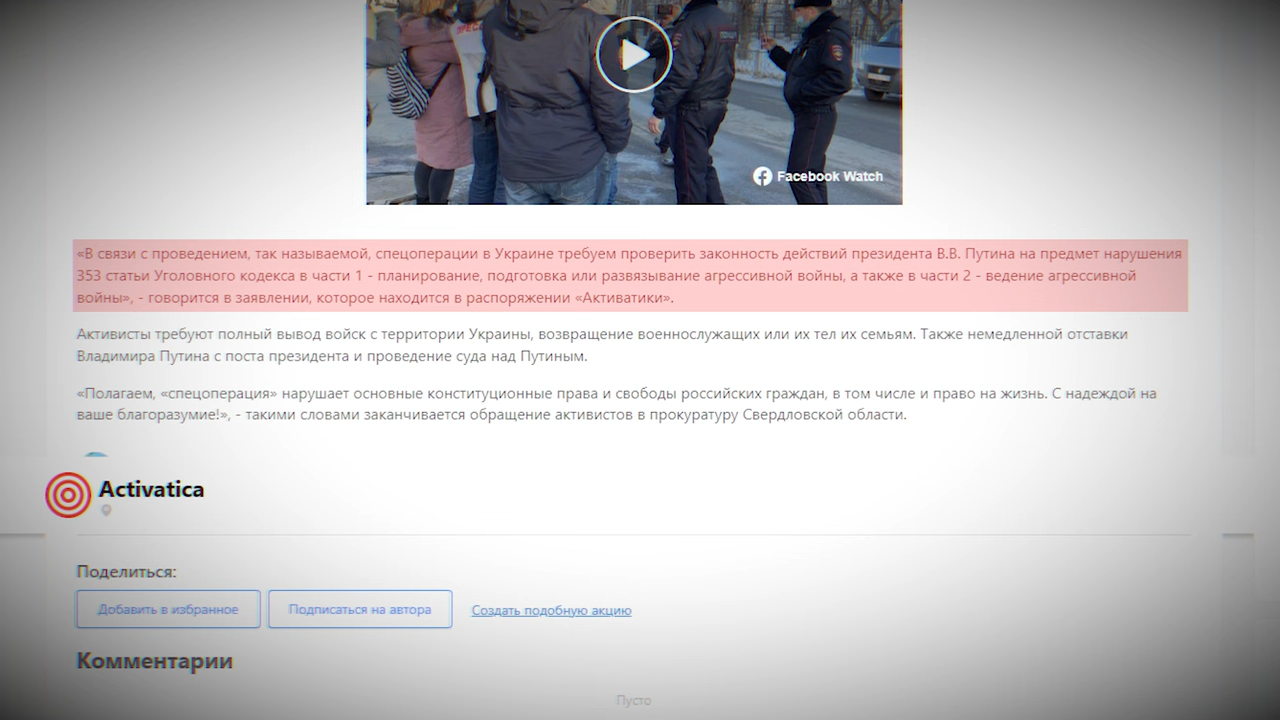 ПРЕС
Facebook Watch
«В связи с проведением, так называемой, спецоперации в Украине требуем проверить законность действий президента В.В. Путина на предмет нарушения
353 статьи Уголовного кодекса в части 1 - планирование, подготовка или развязывание агрессивной войны, а также в части 2 - ведение агрессивной
войны», - говорится в заявлении, которое находится в распоряжении «Активатики».
Активисты требуют полный вывод войск с территории Украины, возвращение военнослужащих или их тел их семьям. Также немедленной отставки
Владимира Путина с поста президента и проведение суда над Путиным.
«Полагаем, «спецоперация» нарушает основные конституционные права и свободы российских граждан, в том числе и право на жизнь. С надеждой на
ваше благоразумие!», - такими словами заканчивается обращение активистов в прокуратуру Свердловской области.
Activatica
Поделиться:
Добавить в избранное
Подписаться на автора
Создать подобную акцию
Комментарии
Пусто